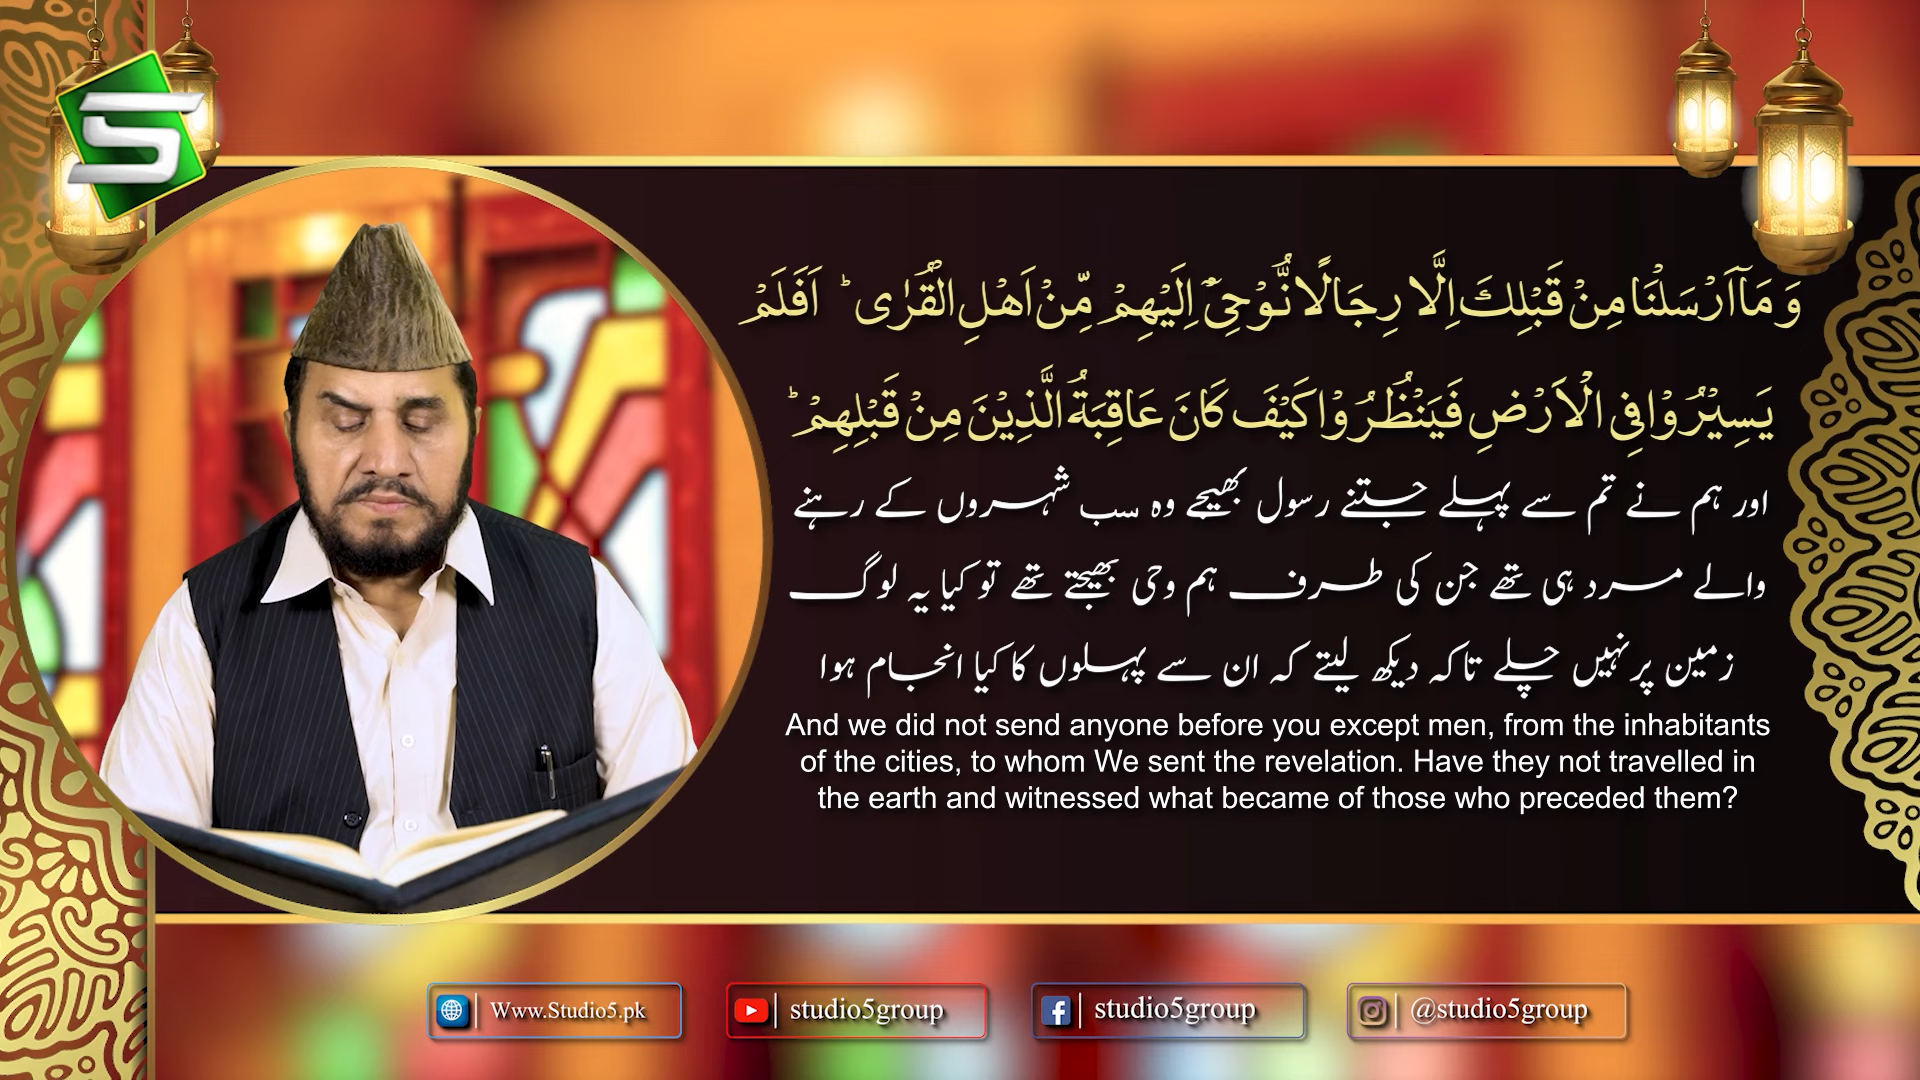 وَ مَاۤ اَرْسَلْنَا مِنْ قَبْلِكَ اِلَّا رِجَالًا نُّوْحِیْۤ اِلَیْهِمْ مِّنْ اَهْلِ الْقُرٰیؕ اَفَلَمْ
یَسِیْرُوْا فِی الْاَرْضِ فَیَنْظُرُوْا كَیْفَ كَانَ عَاقِبَةُ الَّذِیْنَ مِنْ قَبْلِهِمْؕ
اور ہم نے تم سے پہلے جتنے رسول بھیجے وہ سب شہروں کے رہنے
والے مرد ہی تھے جن کی طرف ہم وحی بھیجتے تھے تو کیا یہ لوگ
زمین پر نہیں چلے تاکہ دیکھ لیتے کہ ان سے پہلوں کا کیا انجام ہوا
And we did not send anyone before you except men, from the inhabitants
of the cities, to whom We sent the revelation. Have they not travelled in
the earth and witnessed what became of those who preceded them?
Www.Studio5.pk
studio5group
studio5group
@studio5group